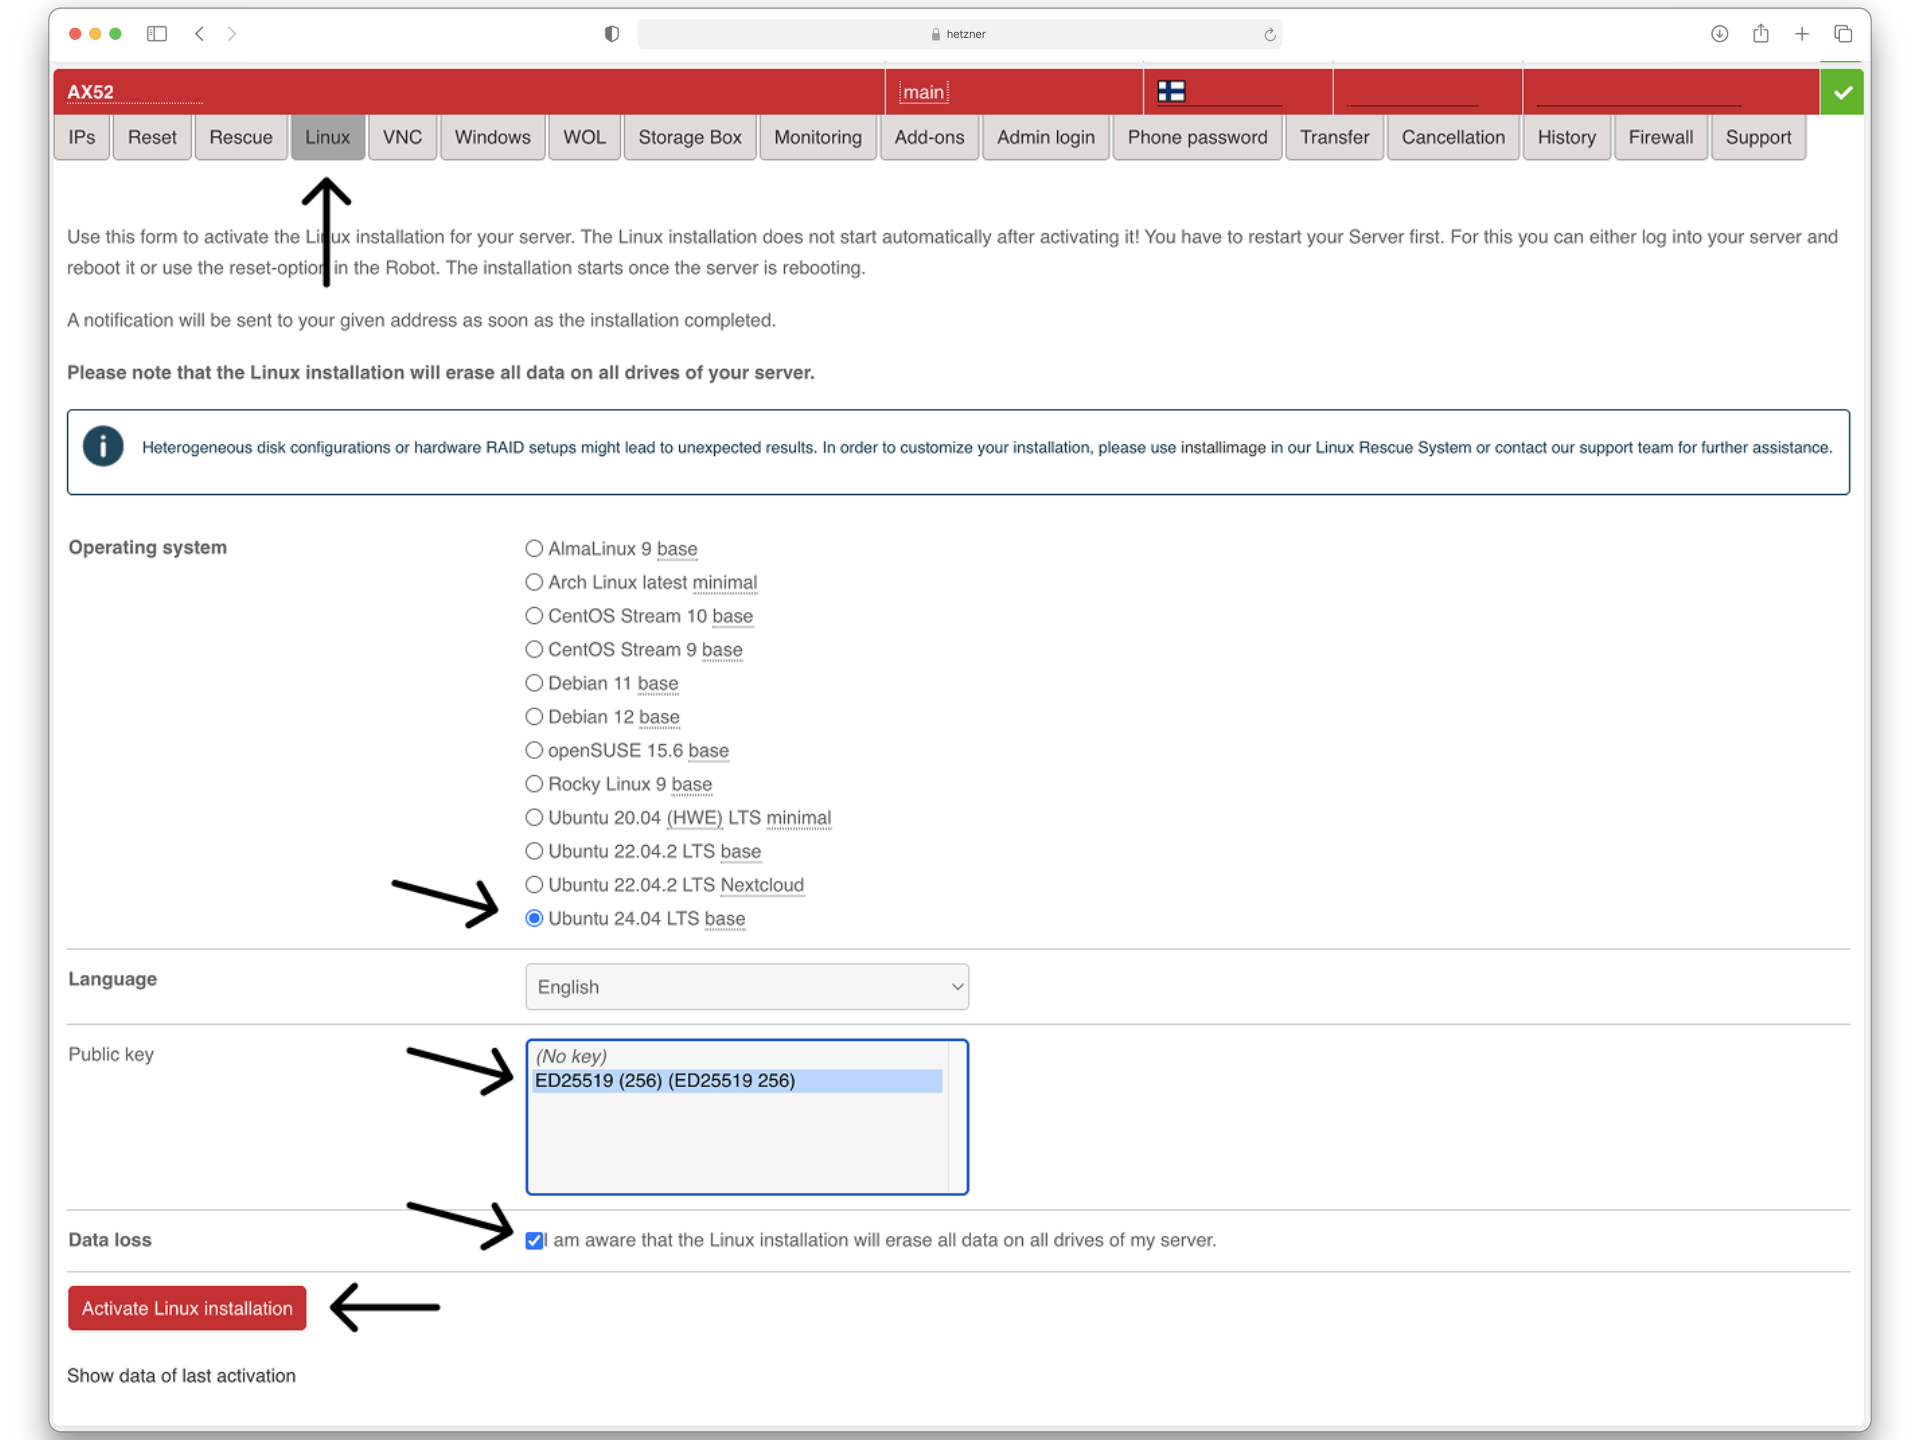 hetzner
AX52
main
IPs
Reset
Rescue
Linux
VNC
Windows
WOL
Storage Box
Monitoring
Add-ons
Admin login
Phone password
Transfer
Cancellation
History
Firewall
Support
Use this form to activate the Linux installation for your server. The Linux installation does not start automatically after activating it! You have to restart your Server first. For this you can either log into your server and
reboot it or use the reset-option in the Robot. The installation starts once the server is rebooting.
A notification will be sent to your given address as soon as the installation completed.
Please note that the Linux installation will erase all data on all drives of your server.
Heterogeneous disk configurations or hardware RAID setups might lead to unexpected results. In order to customize your installation, please use installimage in our Linux Rescue System or contact our support team for further assistance.
Operating system
AlmaLinux 9 base
Arch Linux latest minimal
CentOS Stream 10 base
CentOS Stream 9 base
Debian 11 base
Debian 12 base
openSUSE 15.6 base
Rocky Linux 9 base
Ubuntu 20.04 (HWE) LTS minimal
Ubuntu 22.04.2 LTS base
Ubuntu 22.04.2 LTS Nextcloud
Ubuntu 24.04 LTS base
Language
English
Public key
(No key)
ED25519 (256) (ED25519 256)
Data loss
I am aware that the Linux installation will erase all data on all drives of my server.
Activate Linux installation
Show data of last activation